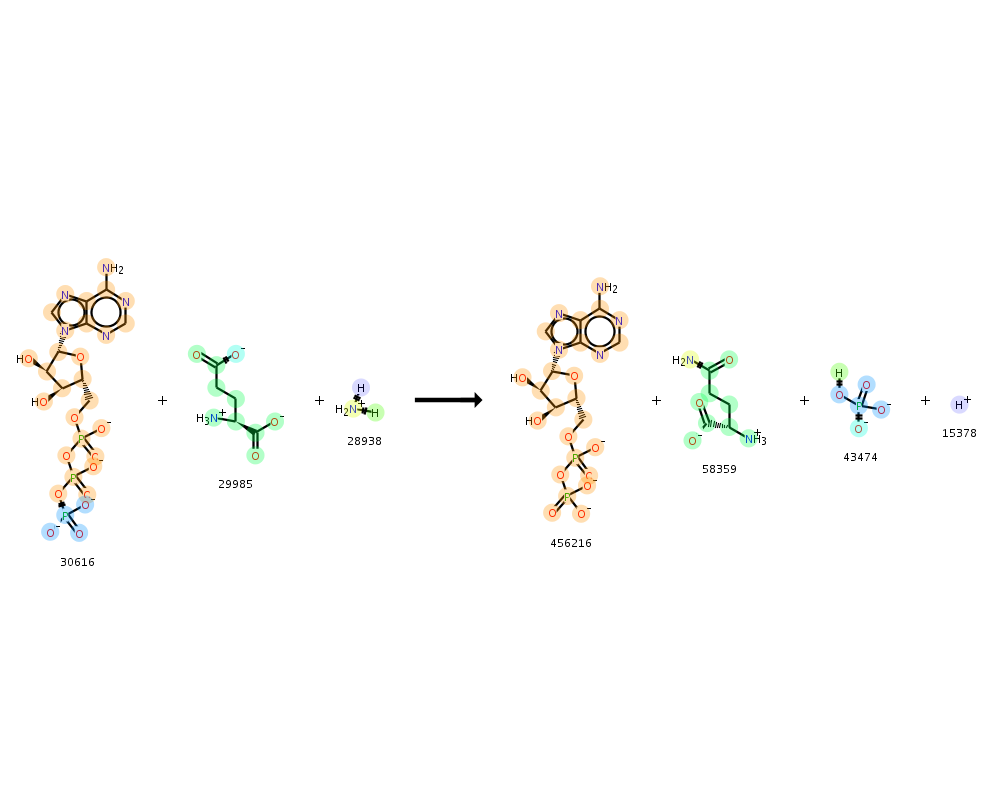 NH2
N
N
N
N
HO
O
HO
O
P
O-
O
O
O-
P
O
O
O-
P
O-
O
30616
+
O
O-
H3N+
O-
O
29985
+
H
H2N+
H
28938
+
NH2
N
N
N
N
HO
O
HO
O
P
O-
O
O
O-
P
O
O-
456216
+
H2N
O
O
O-
NH3+
58359
+
H
O
O
P
O-
O-
43474
+
H+
15378